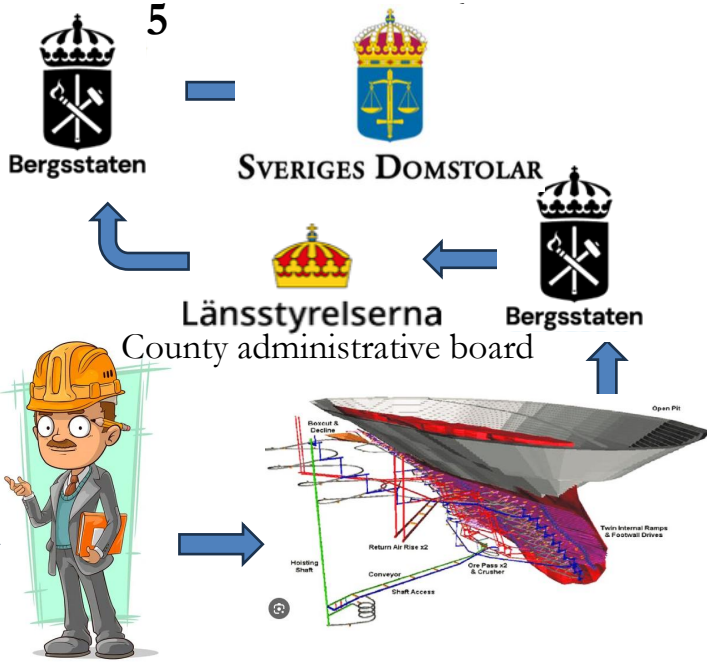 5
Bergsstaten
SVERIGES DOMSTOLAR
Länsstyrelserna
Bergsstaten
County administrative board
Open Pit
Boxcut &
Decline
Twin Internal Ramps
& Footwall Drives
Return Air Rise x2
Hoisting
Shaft
Conveyor
Ore Pass x2
& Crusher
Shaft Access